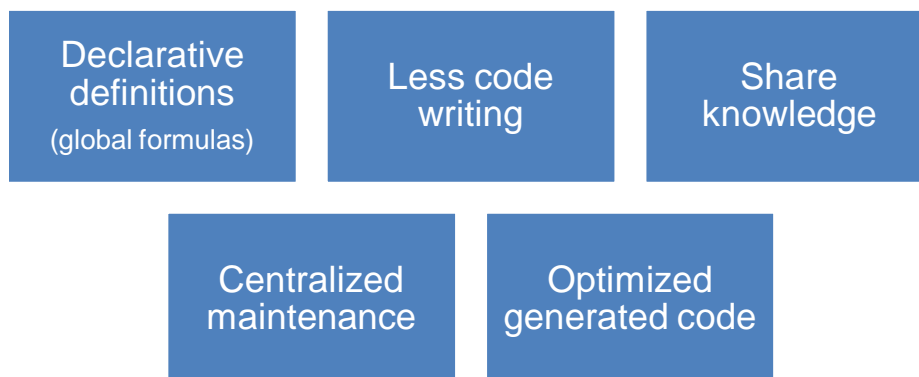 Declarative
definitions
(global formulas)
Less code
writing
Share
knowledge
Centralized
maintenance
Optimized
generated code